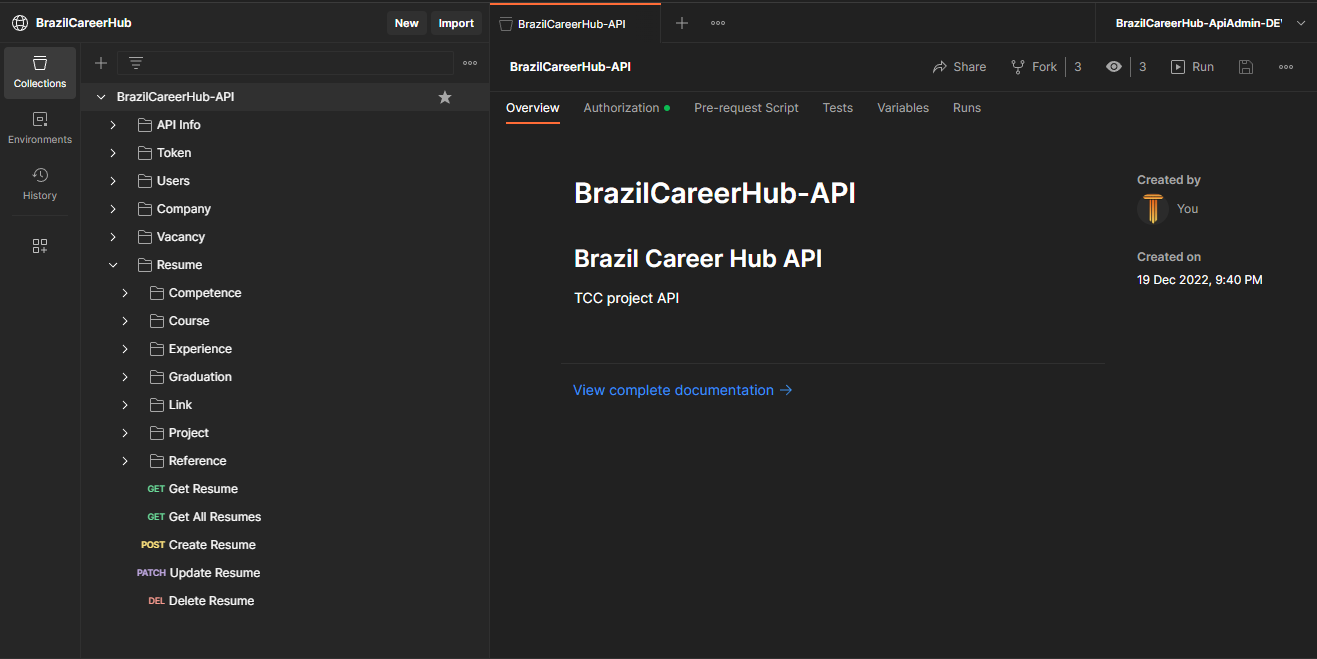 BrazilCareerHub
New
Import
Collections
Environments
History
BrazilCareerHub-API
API Info
Token
Users
Company
Vacancy
Resume
Competence
Course
Experience
Graduation
Link
Project
Reference
GET Get Resume
GET Get All Resumes
POST Create Resume
PATCH Update Resume
DEL Delete Resume
BrazilCareerHub-API
BrazilCareerHub-ApiAdmin-DE
BrazilCareerHub-API
Share
Fork 3
3
Run
Overview
Authorization
Pre-request Script
Tests
Variables
Runs
BrazilCareerHub-API
Brazil Career Hub API
TCC project API
View complete documentation →
Created by
You
Created on
19 Dec 2022, 9:40 PM